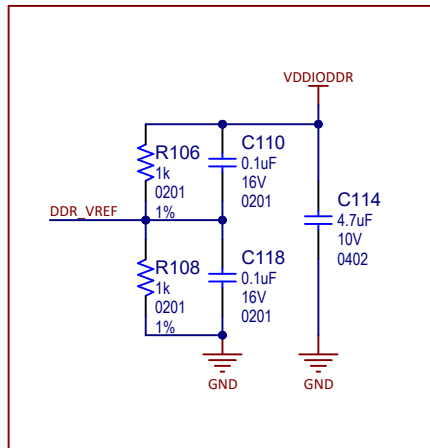 VDDIODDR
R106
1k
0201
1%
C110
0.1uF
16V
0201
C114
4.7uF
10V
0402
DDR_VREF
R108
1k
0201
1%
C118
0.1uF
16V
0201
GND
GND